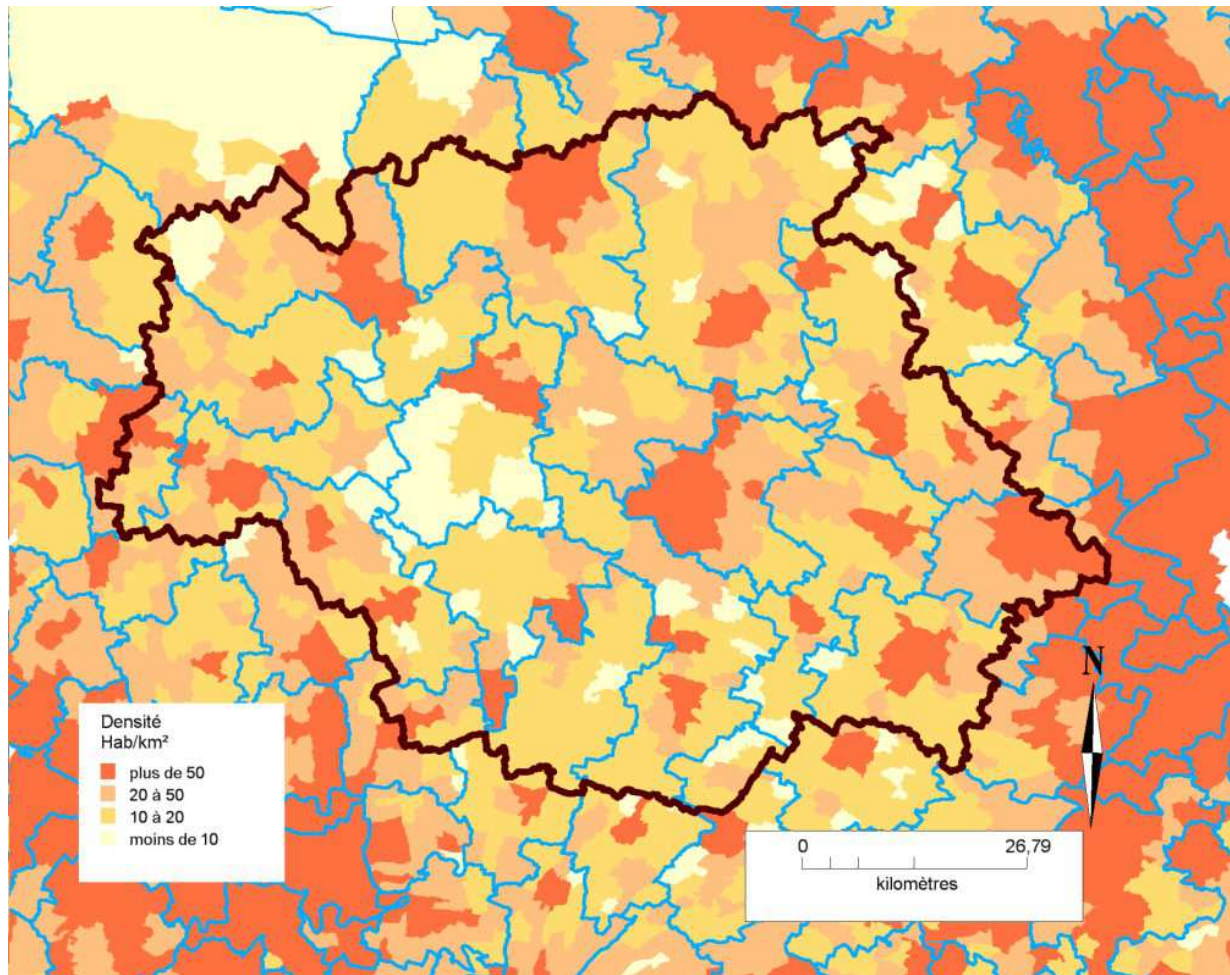 Densité
Hab/km²
plus de 50
20 à 50
10 à 20
moins de 10
N
0 26,79
kilomètres